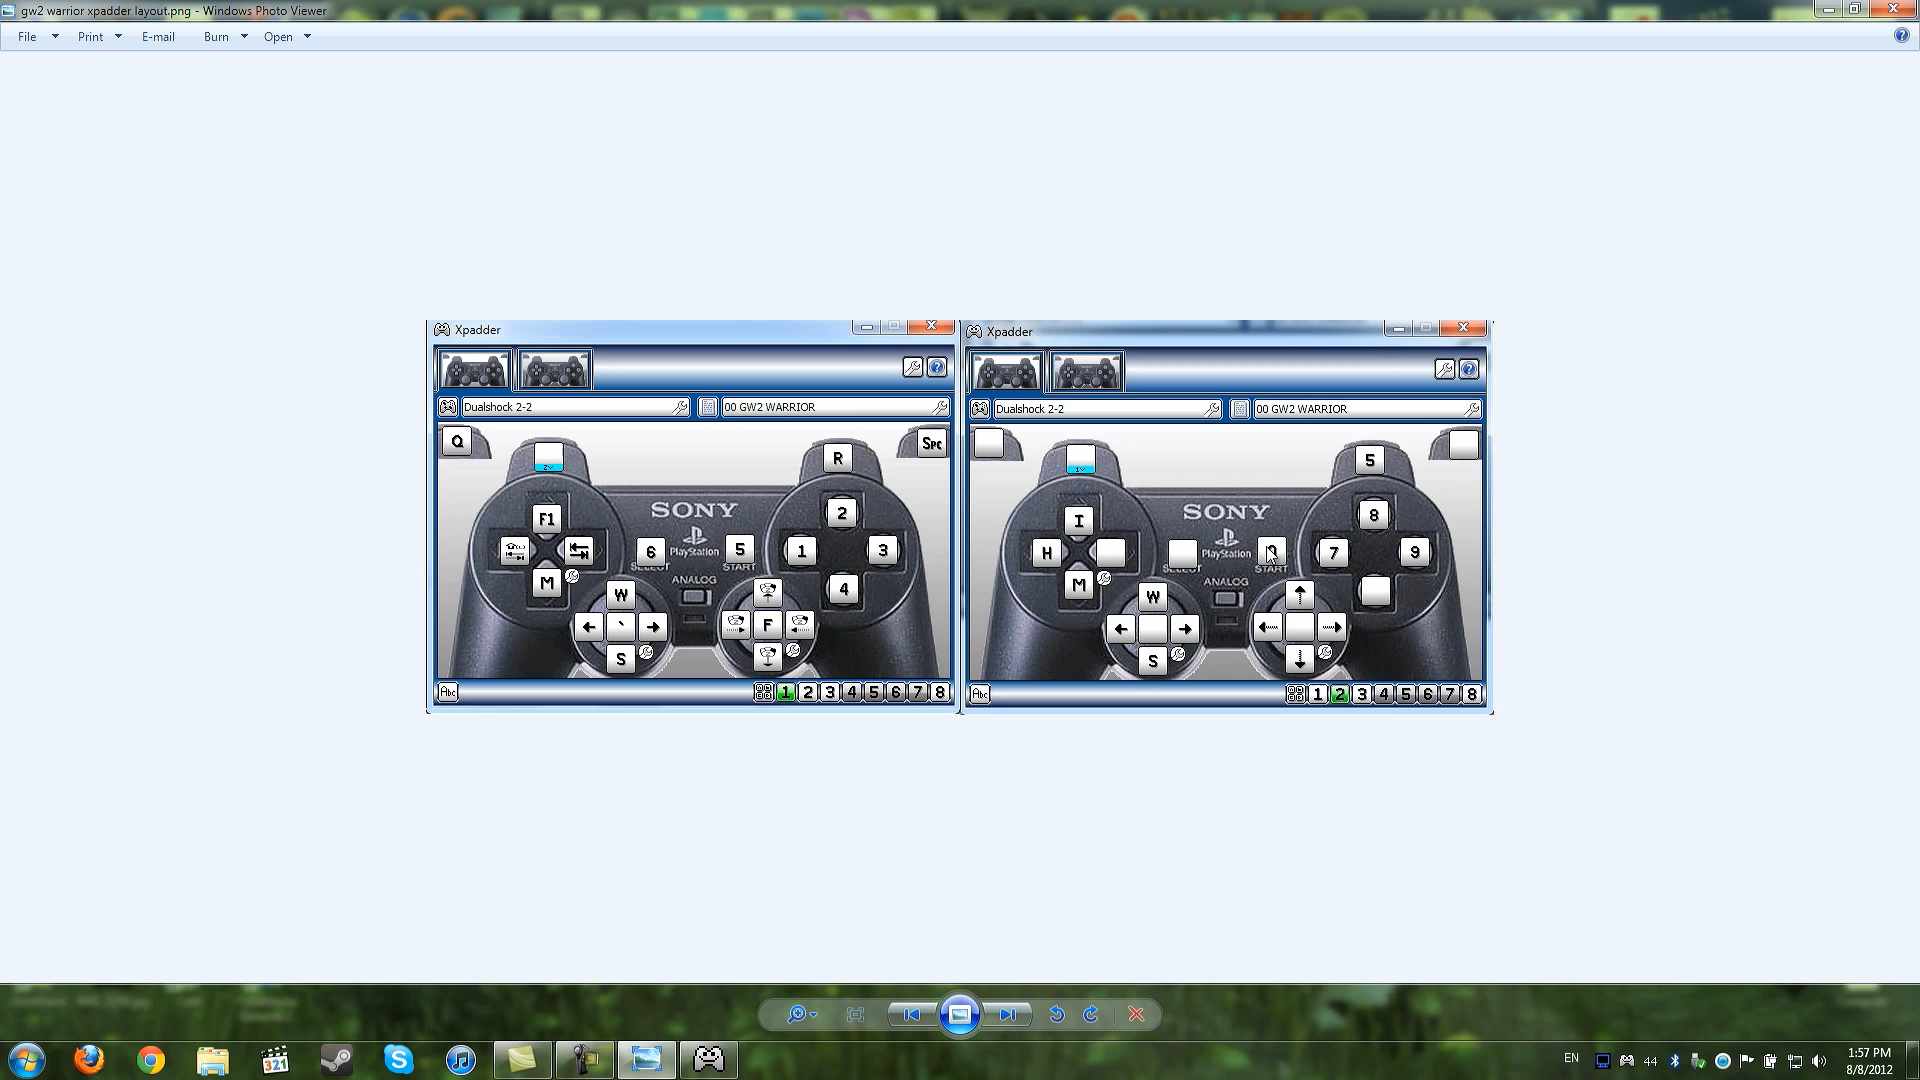 gw2 warrior xpadder layout.png - Windows Photo Viewer
File Print E-mail Burn Open
Xpadder
Dualshock 2-2 00 GW2 WARRIOR
Q Spc
R
SONY
F1 2
6 PlayStation 5 1 3
SELECT START
M ANALOG 4
W
← ` → F
S
Abc 1 2 3 4 5 6 7 8
Xpadder
Dualshock 2-2 00 GW2 WARRIOR
5
SONY
I 8
H PlayStation 7 9
SELECT START
M ANALOG
W ↑
← → ← →
S ↓
Abc 1 2 3 4 5 6 7 8
321
EN 44 1:57 PM
8/8/2012